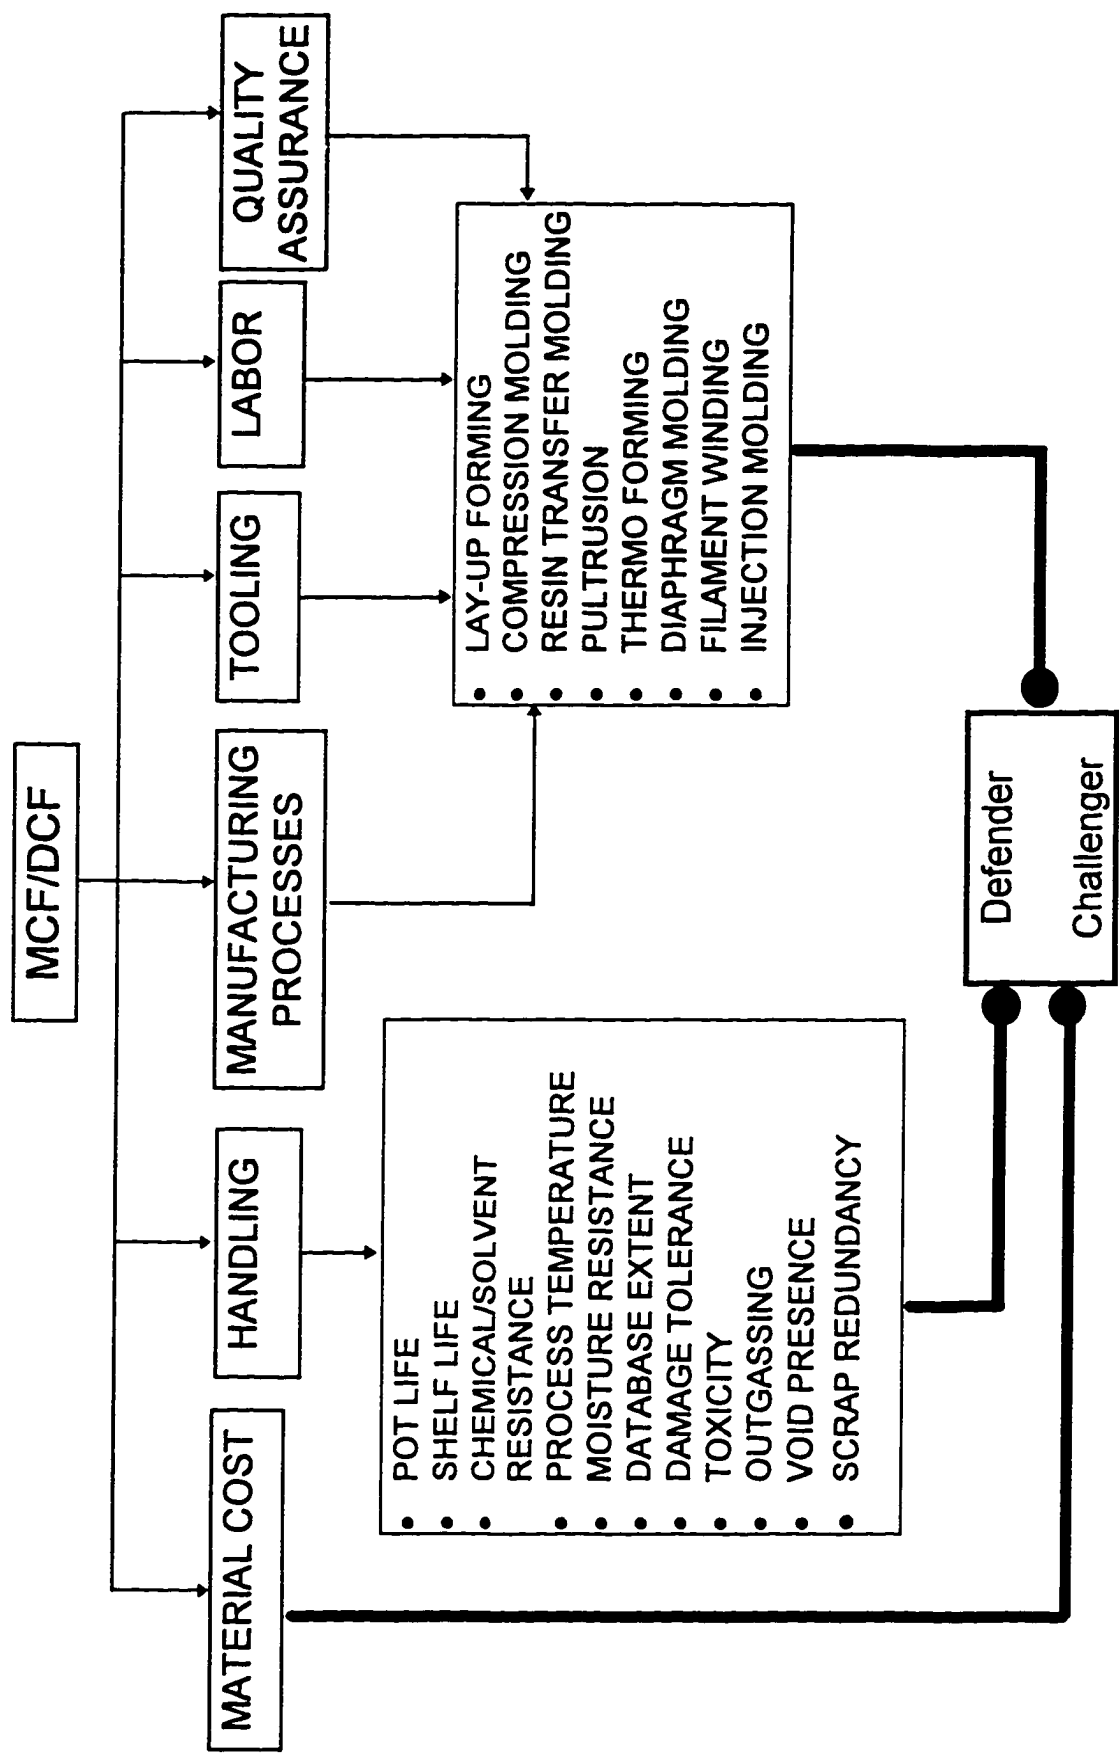 MCF/DCF
MATERIAL COST
HANDLING
MANUFACTURING
PROCESSES
TOOLING
LABOR
QUALITY
ASSURANCE
• POT LIFE
• SHELF LIFE
• CHEMICAL/SOLVENT
RESISTANCE
• PROCESS TEMPERATURE
• MOISTURE RESISTANCE
• DATABASE EXTENT
• DAMAGE TOLERANCE
• TOXICITY
• OUTGASSING
• VOID PRESENCE
• SCRAP REDUNDANCY
• LAY-UP FORMING
• COMPRESSION MOLDING
• RESIN TRANSFER MOLDING
• PULTRUSION
• THERMO FORMING
• DIAPHRAGM MOLDING
• FILAMENT WINDING
• INJECTION MOLDING
Defender
Challenger